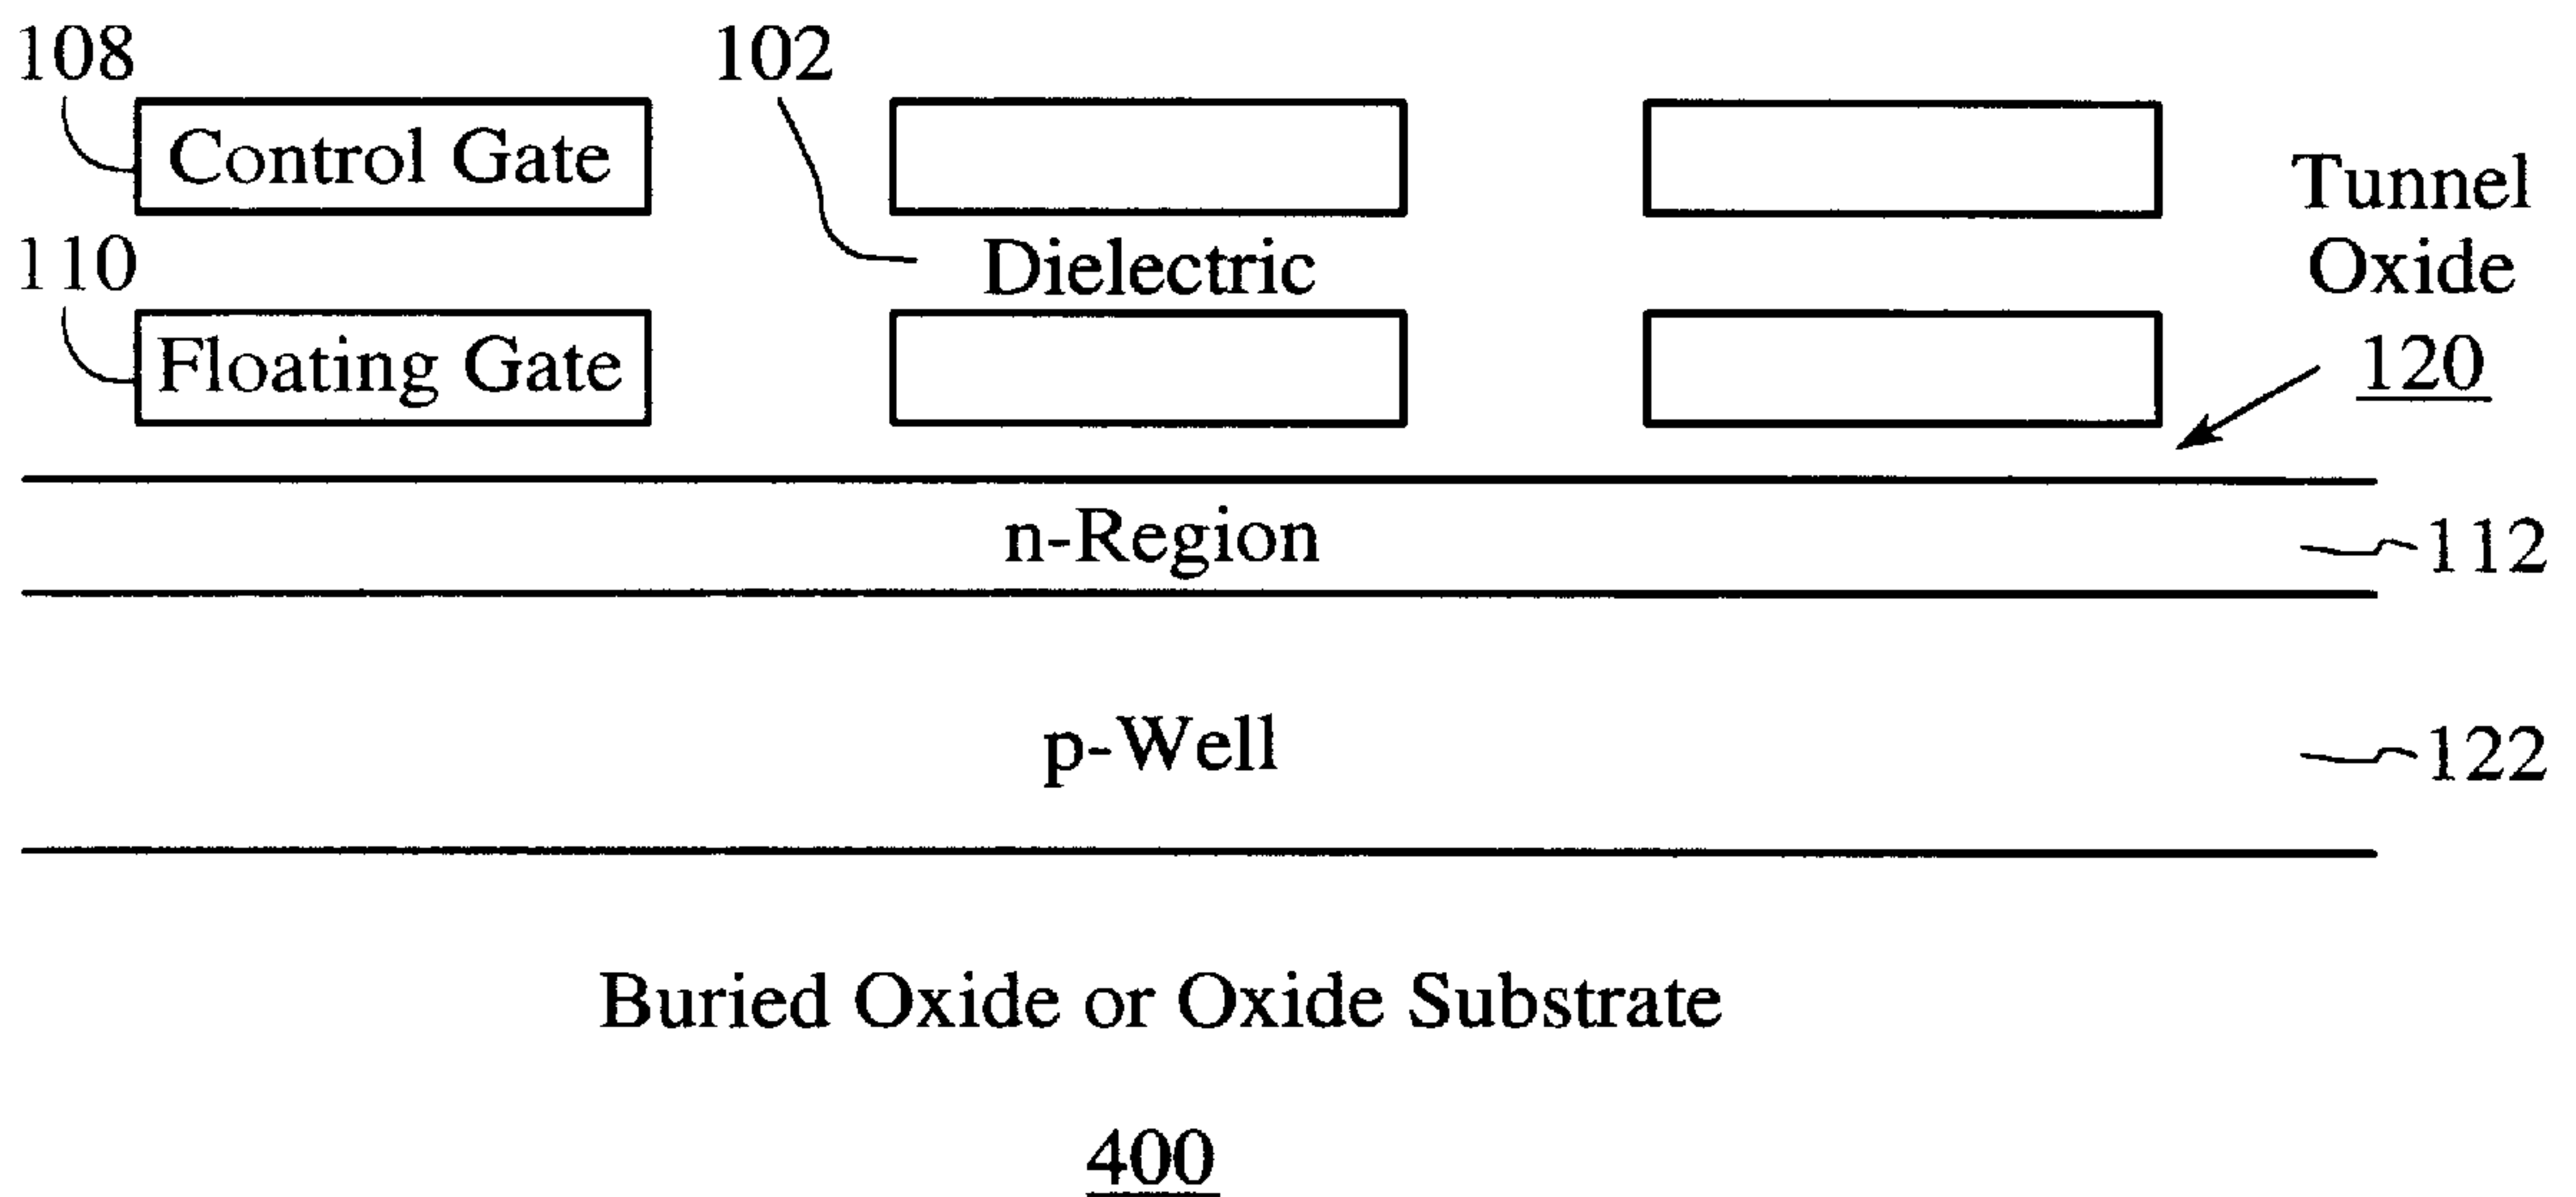 108
102
Control Gate
Tunnel
Oxide
110
Dielectric
Floating Gate
120
n-Region
112
p-Well
122
Buried Oxide or Oxide Substrate
400